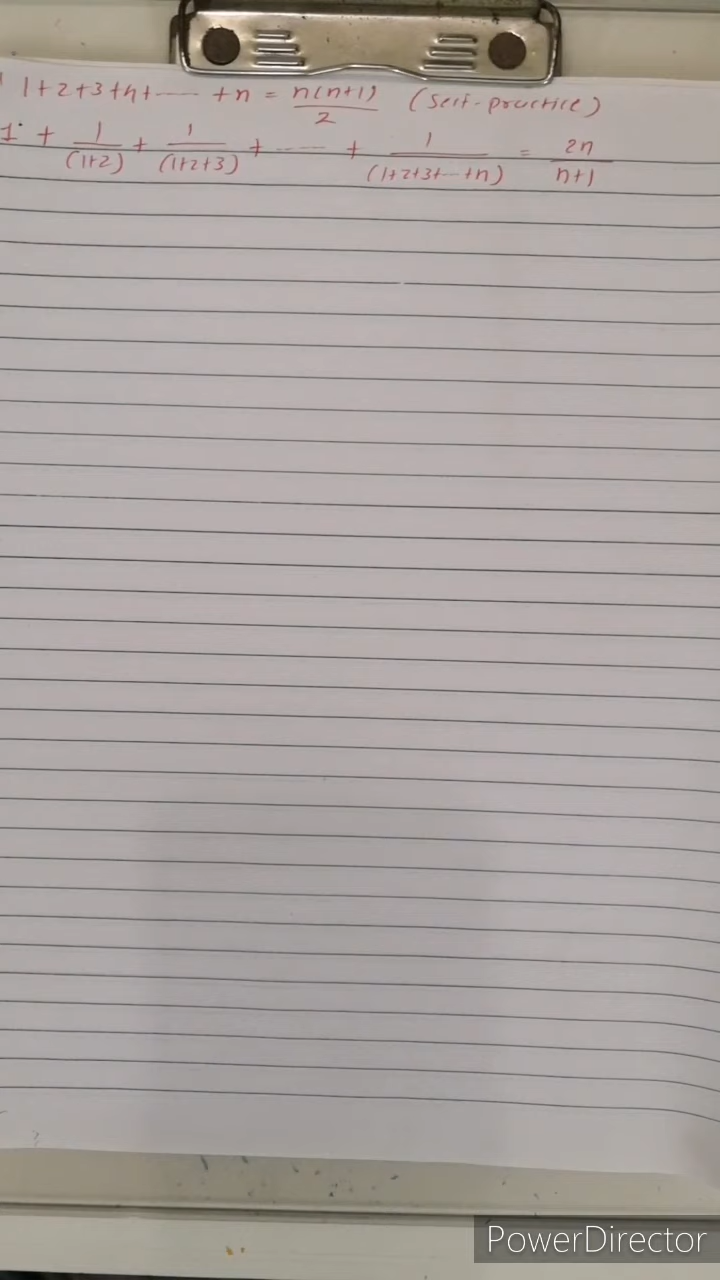 1+2+3+4+----- +n = n(n+1)/2 (Self-practice)
1 + 1/(1+2) + 1/(1+2+3) + ----- + 1/(1+2+3+---+n) = 2n/n+1
PowerDirector